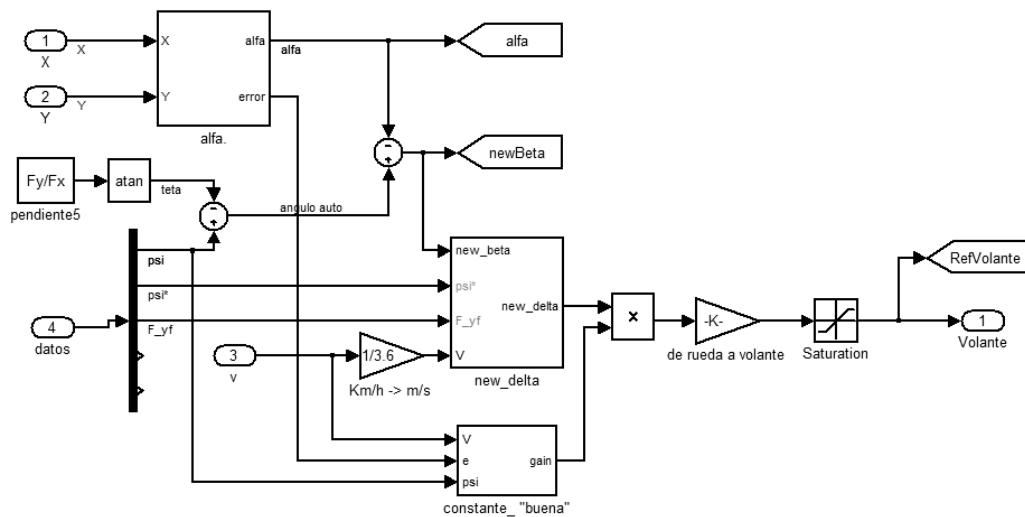 1
X
X
X
alfa
alfa
alfa
2
Y
Y
Y
error
alfa.
newBeta
Fy/Fx
atan
teta
pendiente5
angulo auto
psi
psi*
F_yf
4
datos
new_beta
psi*
F_yf
V
new_delta
new_delta
3
v
1/3.6
Km/h -> m/s
×
-K-
de rueda a volante
Saturation
RefVolante
1
Volante
V
e
psi
gain
constante_ "buena"